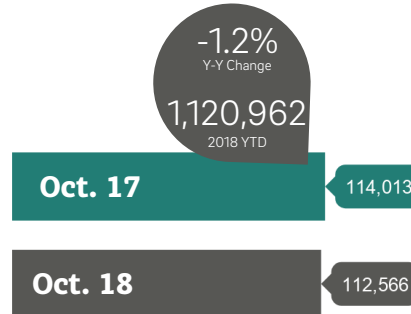 -1.2%
Y-Y Change
1,120,962
2018 YTD
Oct. 17
114,013
Oct. 18
112,566